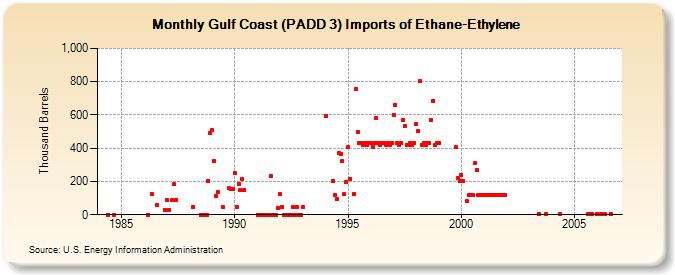 Monthly Gulf Coast (PADD 3) Imports of Ethane-Ethylene
Thousand Barrels
1,000
800
600
400
200
0
1985 1990 1995 2000 2005
Source: U.S. Energy Information Administration